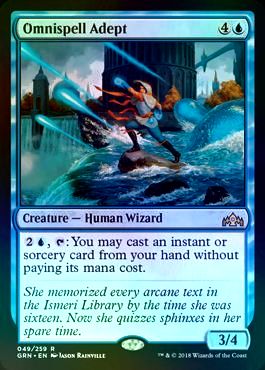 Omnispell Adept 4
Creature — Human Wizard
2 , : You may cast an instant or
sorcery card from your hand without
paying its mana cost.
She memorized every arcane text in
the Ismeri Library by the time she was
sixteen. Now she quizzes sphinxes in her
spare time.
3/4
049/259 R
GRN • EN Jason Rainville
™ & © 2018 Wizards of the Coast